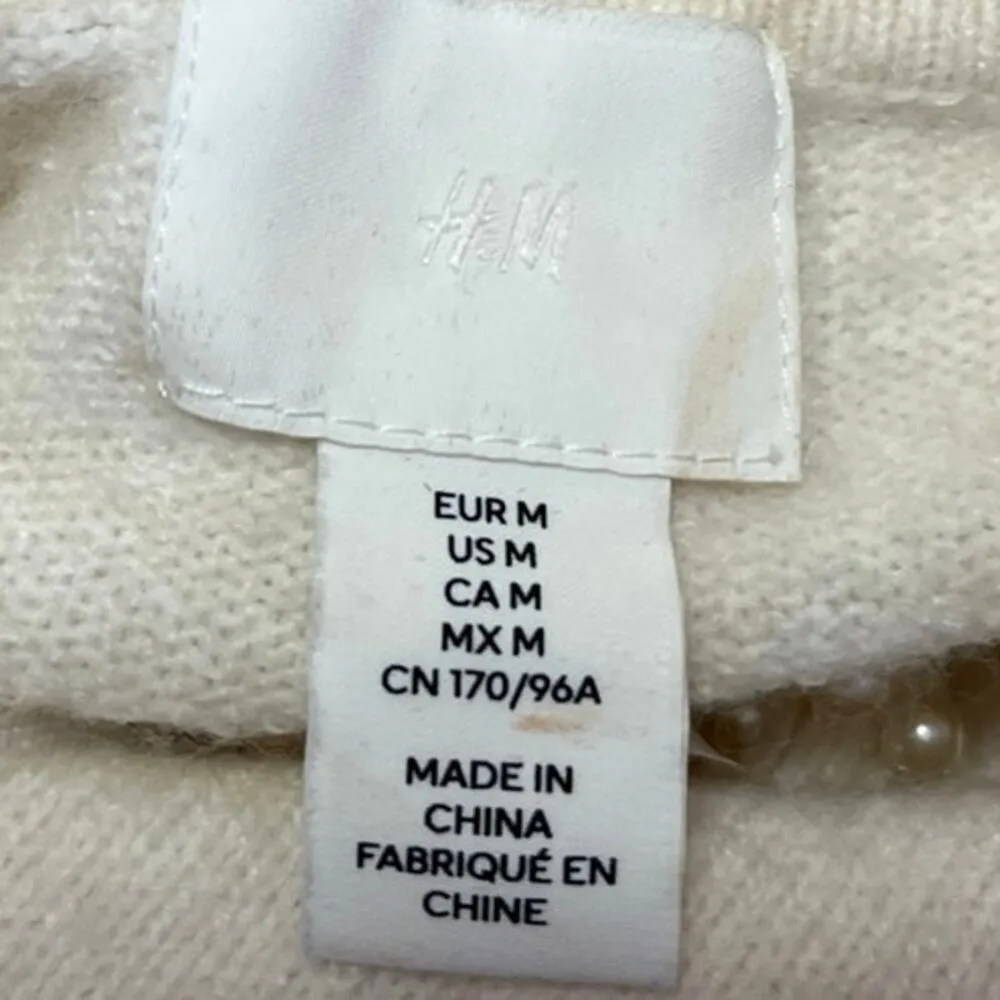 H&M
EUR M
US M
CA M
MX M
CN 170/96A
MADE IN
CHINA
FABRIQUÉ EN
CHINE